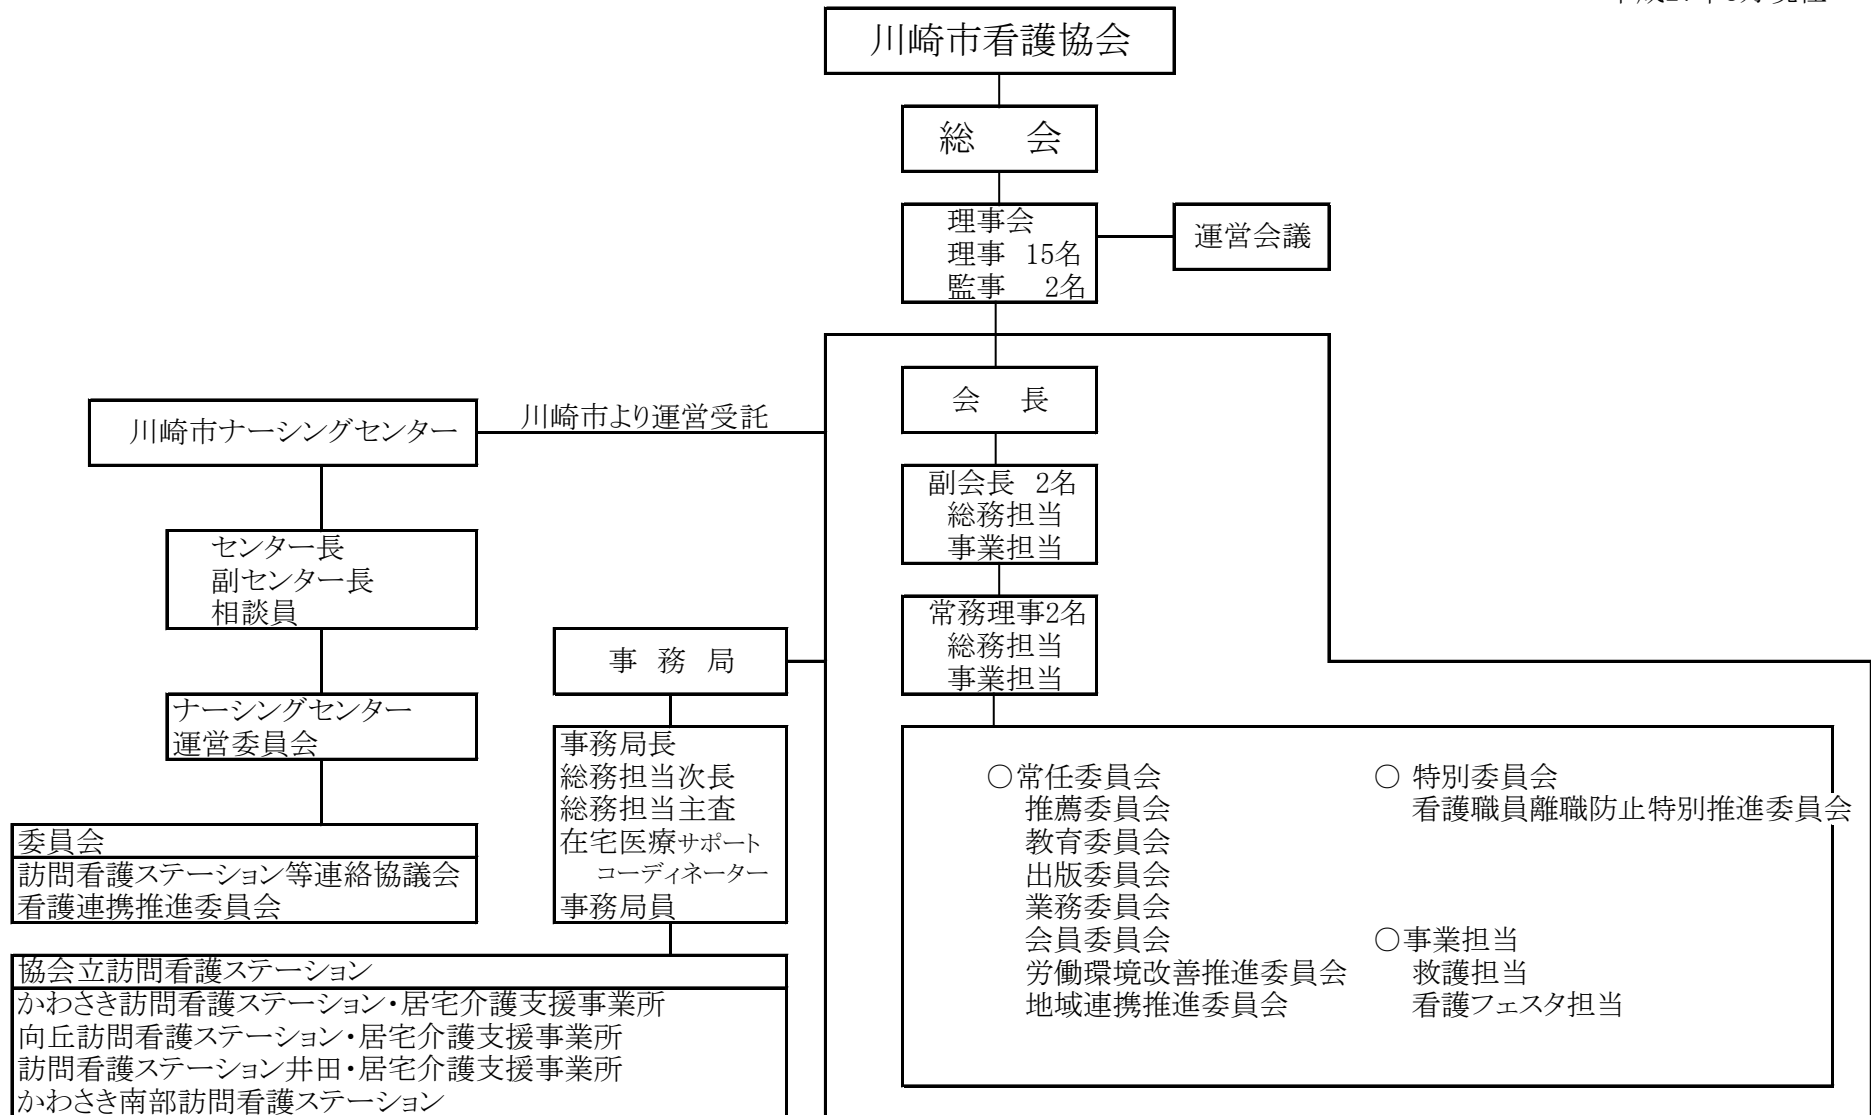 川崎市看護協会
総　会
理事会
理事 15名
監事 2名
運営会議
会　長
川崎市ナーシングセンター
川崎市より運営受託
副会長 2名
総務担当
事業担当
センター長
副センター長
相談員
常務理事2名
総務担当
事業担当
事 務 局
ナーシングセンター
運営委員会
事務局長
総務担当次長
総務担当主査
在宅医療サポート
コーディネーター
事務局員
委員会
訪問看護ステーション等連絡協議会
看護連携推進委員会
協会立訪問看護ステーション
かわさき訪問看護ステーション・居宅介護支援事業所
向丘訪問看護ステーション・居宅介護支援事業所
訪問看護ステーション井田・居宅介護支援事業所
かわさき南部訪問看護ステーション
○常任委員会
推薦委員会
教育委員会
出版委員会
業務委員会
会員委員会
労働環境改善推進委員会
地域連携推進委員会
○ 特別委員会
看護職員離職防止特別推進委員会
○事業担当
救護担当
看護フェスタ担当